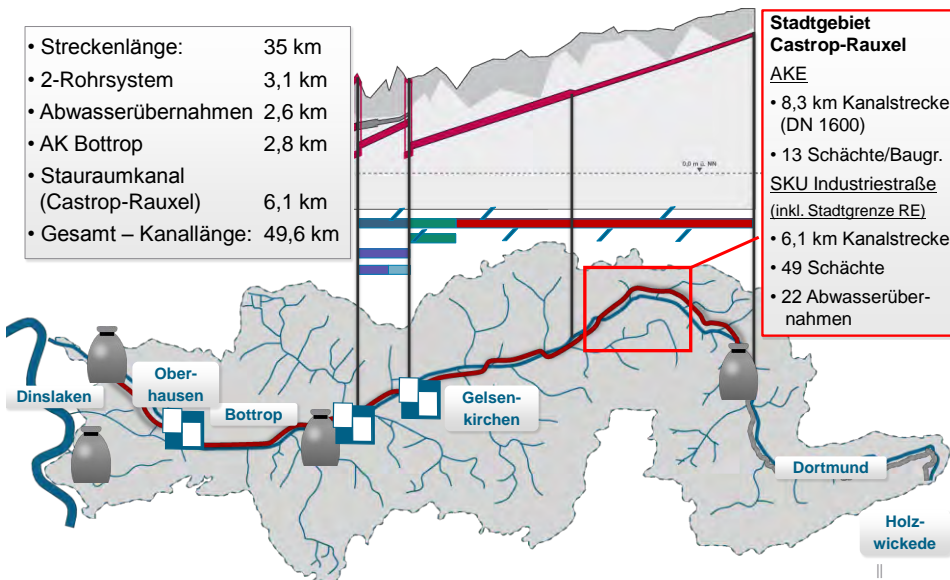 • Streckenlänge: 35 km
• 2-Rohrsystem 3,1 km
• Abwasserübernahmen 2,6 km
• AK Bottrop 2,8 km
• Stauraumkanal
(Castrop-Rauxel) 6,1 km
• Gesamt – Kanallänge: 49,6 km
0,0 m ü. NN
Stadtgebiet
Castrop-Rauxel
AKE
• 8,3 km Kanalstrecke
(DN 1600)
• 13 Schächte/Baugr.
SKU Industriestraße
(inkl. Stadtgrenze RE)
• 6,1 km Kanalstrecke
• 49 Schächte
• 22 Abwasserüber-
nahmen
Dinslaken
Ober-
hausen
Bottrop
Gelsen-
kirchen
Dortmund
Holz-
wickede